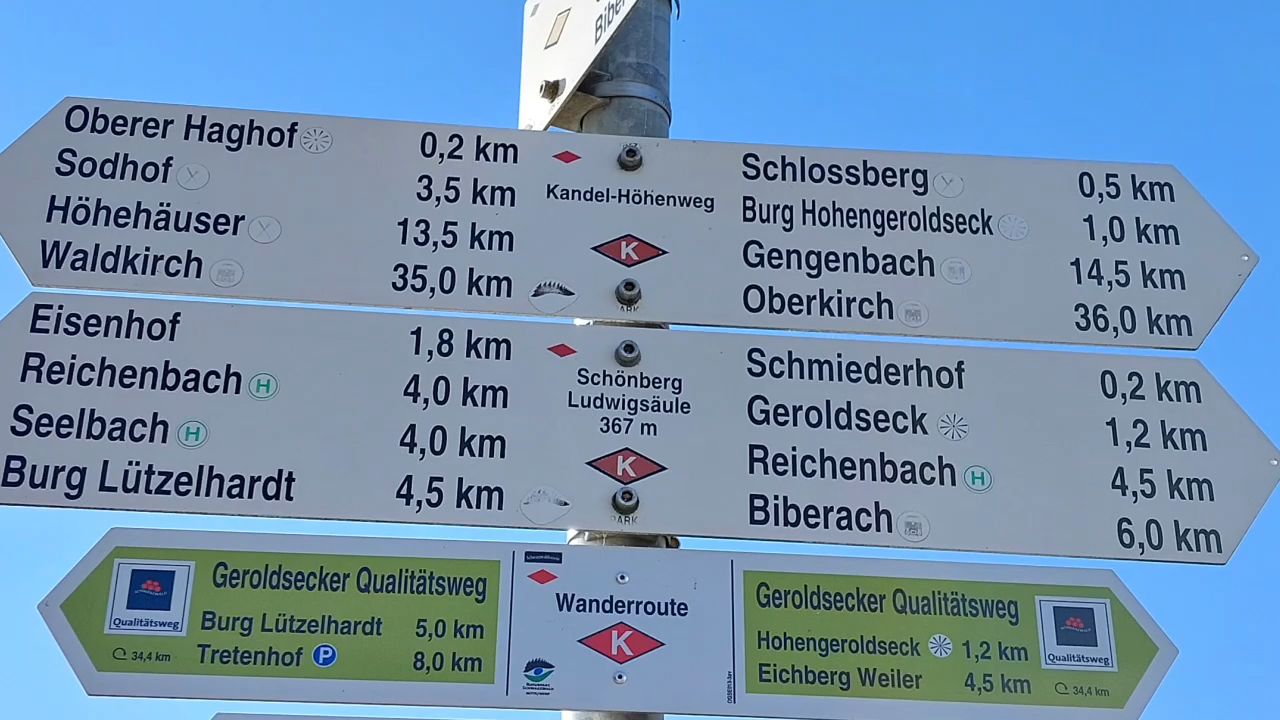 Biber
Oberer Haghof 0,2 km
Sodhof 3,5 km
Höhehäuser 13,5 km
Waldkirch 35,0 km
Kandel-Höhenweg
K
Schlossberg 0,5 km
Burg Hohengeroldseck 1,0 km
Gengenbach 14,5 km
Oberkirch 36,0 km
Eisenhof 1,8 km
Reichenbach H 4,0 km
Seelbach H 4,0 km
Burg Lützelhardt 4,5 km
Schönberg
Ludwigsäule
367 m
K
Schmiederhof 0,2 km
Geroldseck 1,2 km
Reichenbach H 4,5 km
Biberach 6,0 km
Geroldsecker Qualitätsweg
Burg Lützelhardt 5,0 km
Tretenhof P 8,0 km
Qualitätsweg
34,4 km
Wanderroute
K
Geroldsecker Qualitätsweg
Hohengeroldseck 1,2 km
Eichberg Weiler 4,5 km
Qualitätsweg
34,4 km